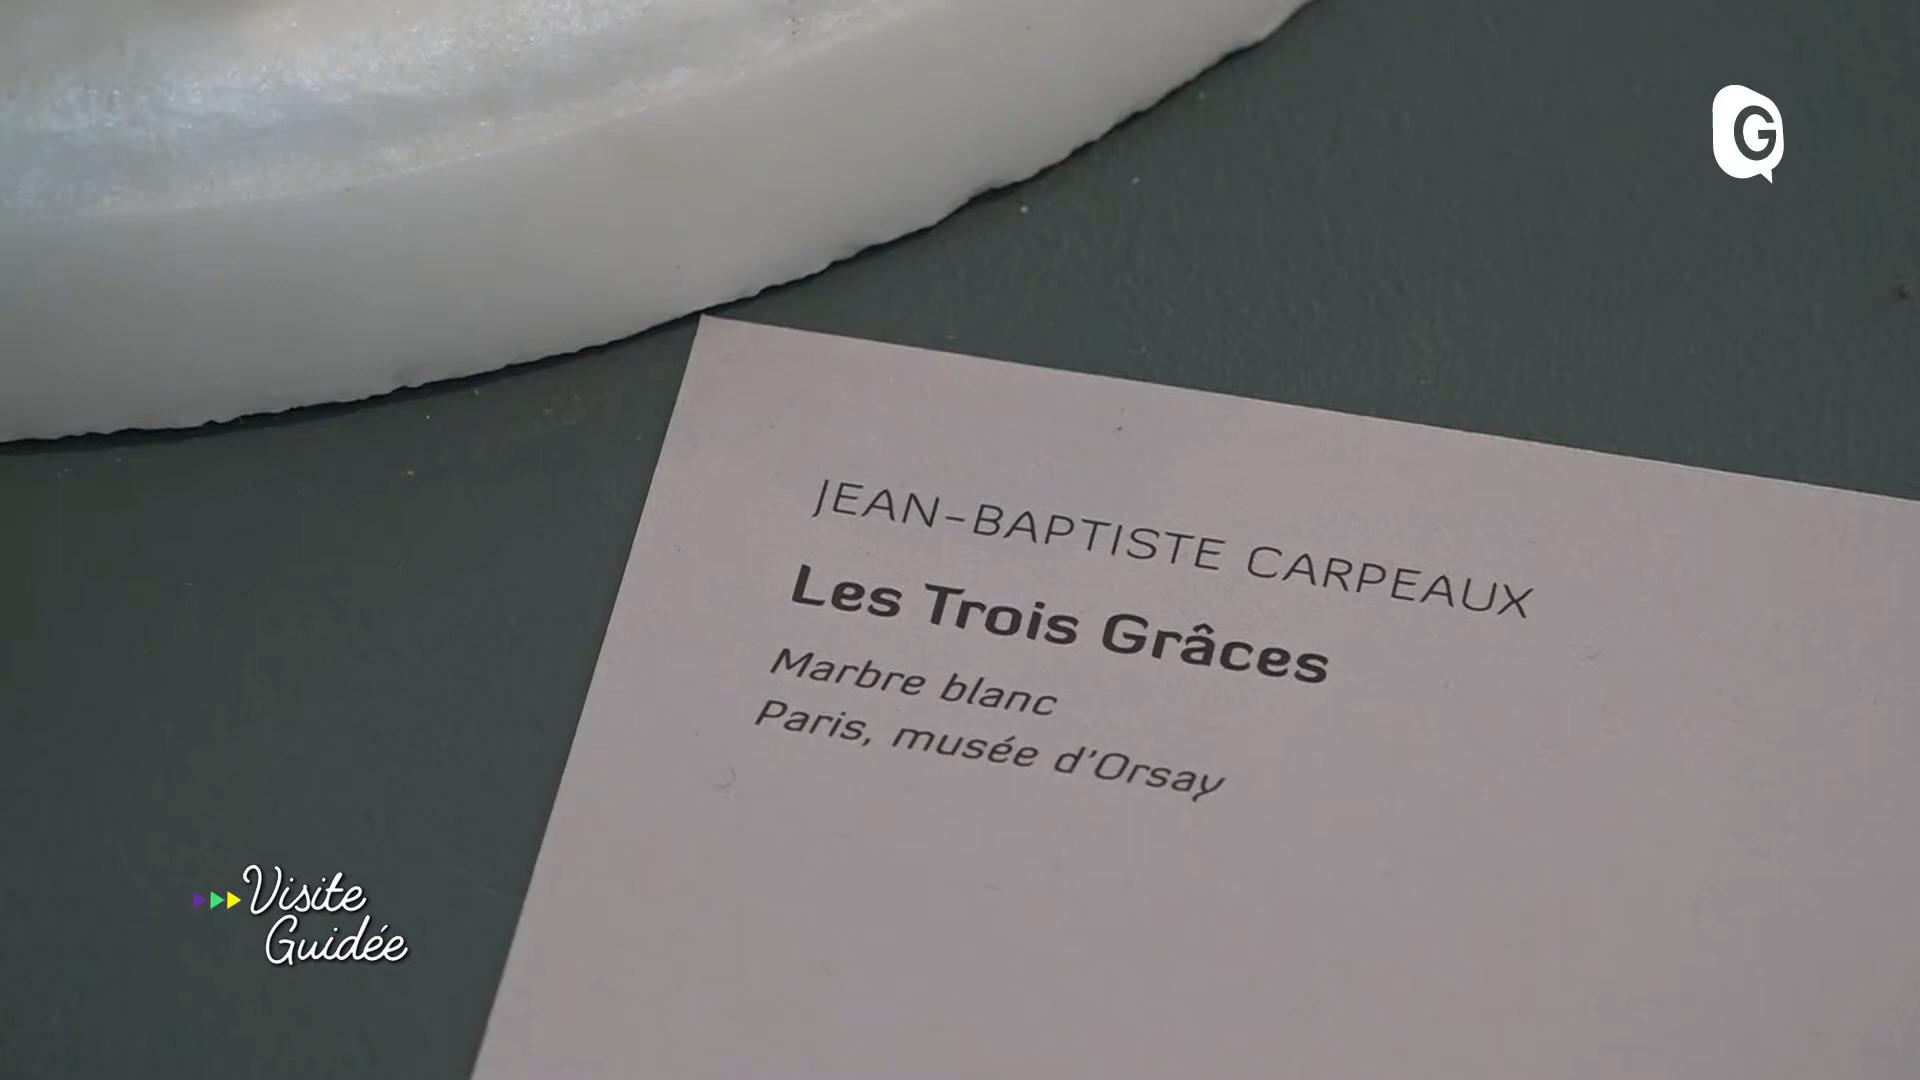 G
JEAN-BAPTISTE CARPEAUX
Les Trois Grâces
Marbre blanc
Paris, musée d'Orsay
Visite
Guidée